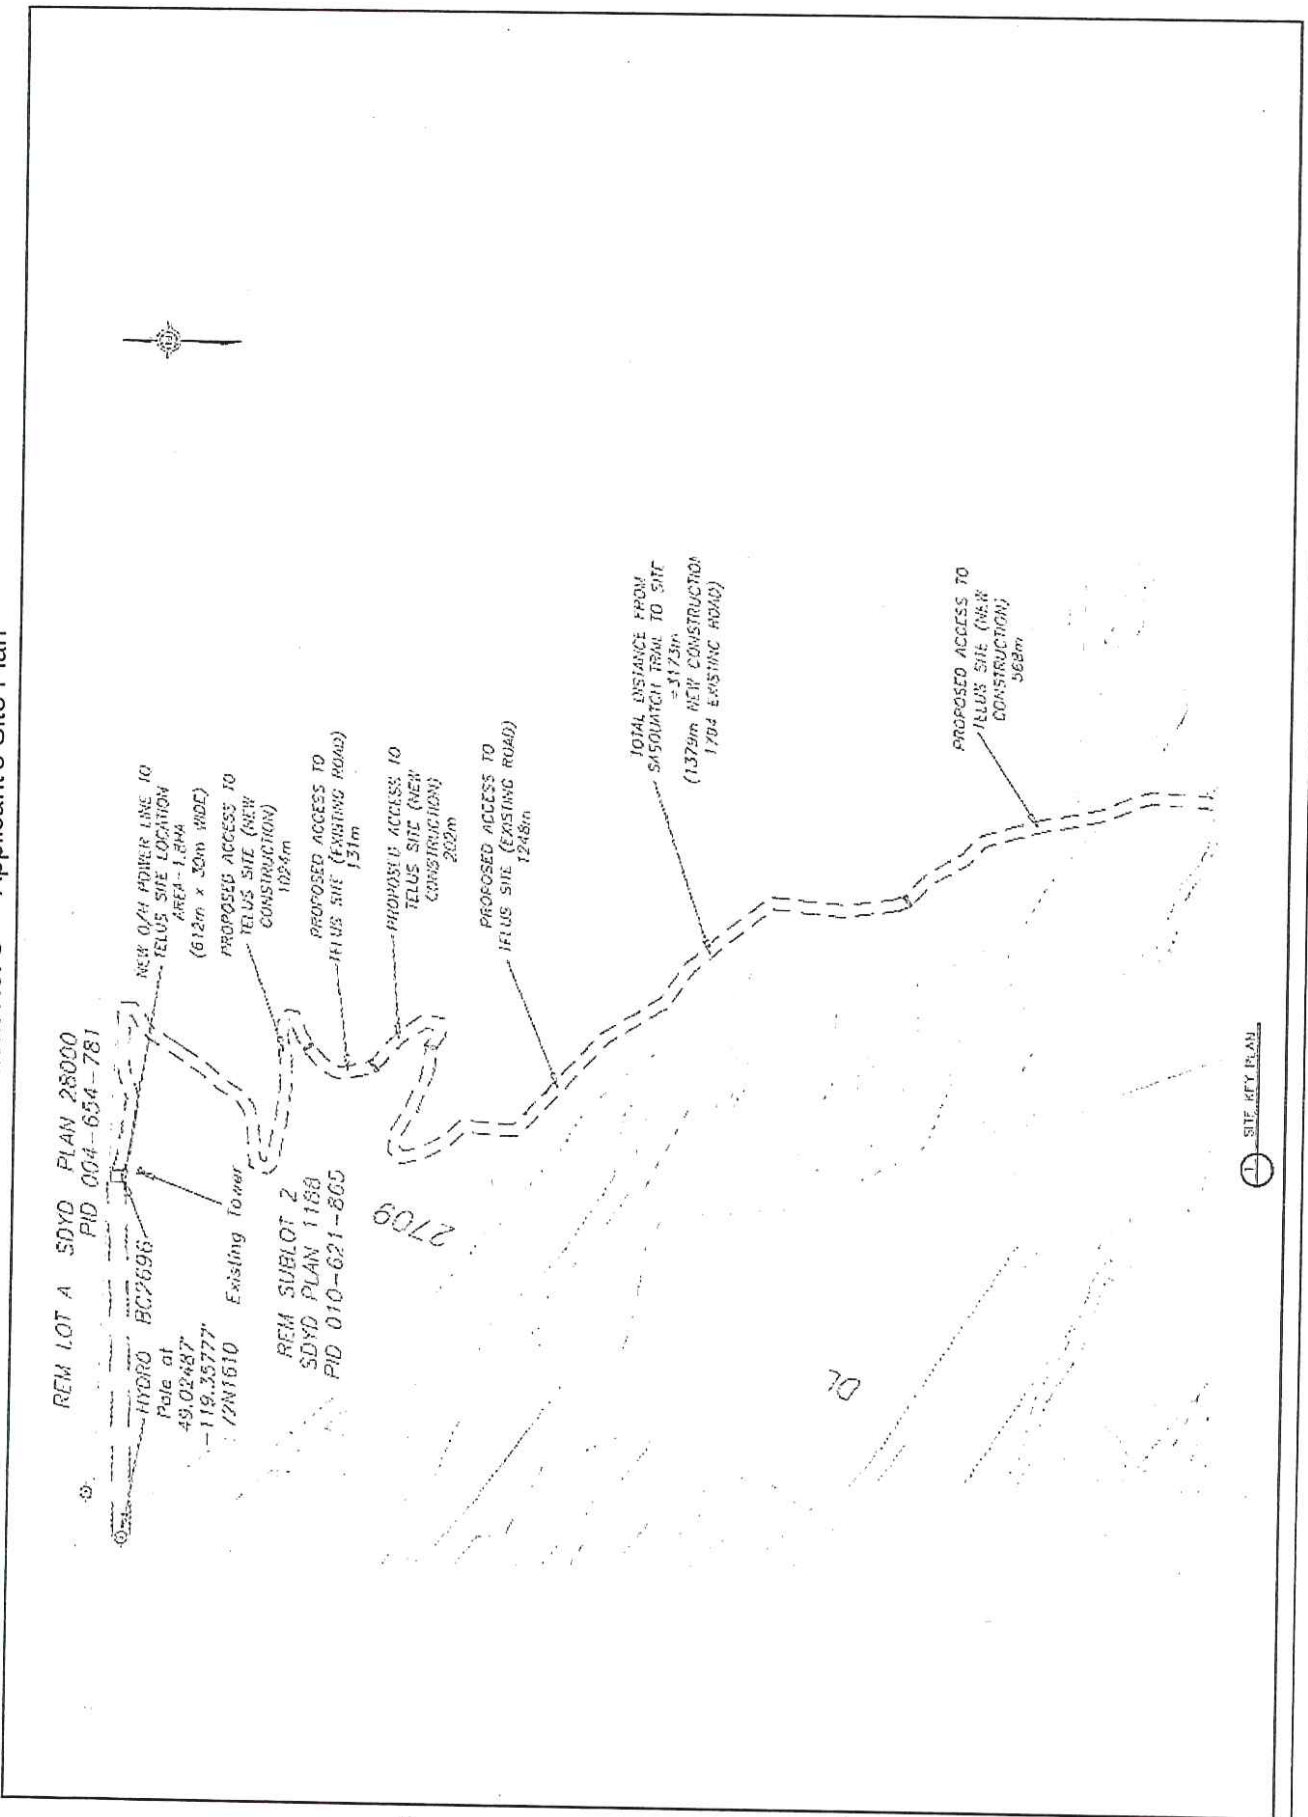 Applicant's Site Plan
REM LOT A SDYD PLAN 28000
PID 004-654-781
HYDRO BC2696
Pole at
49.02487°
-119.35777°
12N1610
Existing Tower
REM SUBLOT 2
SDYD PLAN 1188
PID 010-621-865
2709
DL
NEW O/H POWER LINE TO
TELUS SITE LOCATION
AREA-1.8HA
(612m x 30m WIDE)
PROPOSED ACCESS TO
TELUS SITE (NEW
CONSTRUCTION)
1024m
PROPOSED ACCESS TO
TELUS SITE (EXISTING ROAD)
131m
PROPOSED ACCESS TO
TELUS SITE (NEW
CONSTRUCTION)
202m
PROPOSED ACCESS TO
TELUS SITE (EXISTING ROAD)
1248m
TOTAL DISTANCE FROM
SASQUATCH TRAIL TO SITE
=3173m
(1379m NEW CONSTRUCTION
1794 EXISTING ROAD)
PROPOSED ACCESS TO
TELUS SITE (NEW
CONSTRUCTION)
568m
1 SITE KEY PLAN